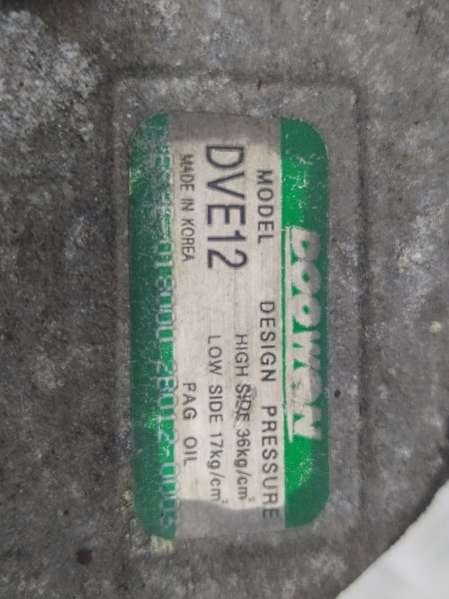 DOOWON
MODEL DESIGN PRESSURE
DVE12 HIGH SIDE 36kg/cm²
LOW SIDE 17kg/cm²
MADE IN KOREA PAG OIL